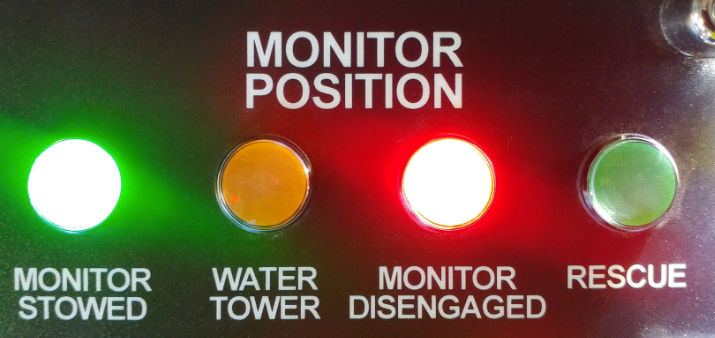 MONITOR
POSITION
MONITOR
STOWED
WATER
TOWER
MONITOR
DISENGAGED
RESCUE